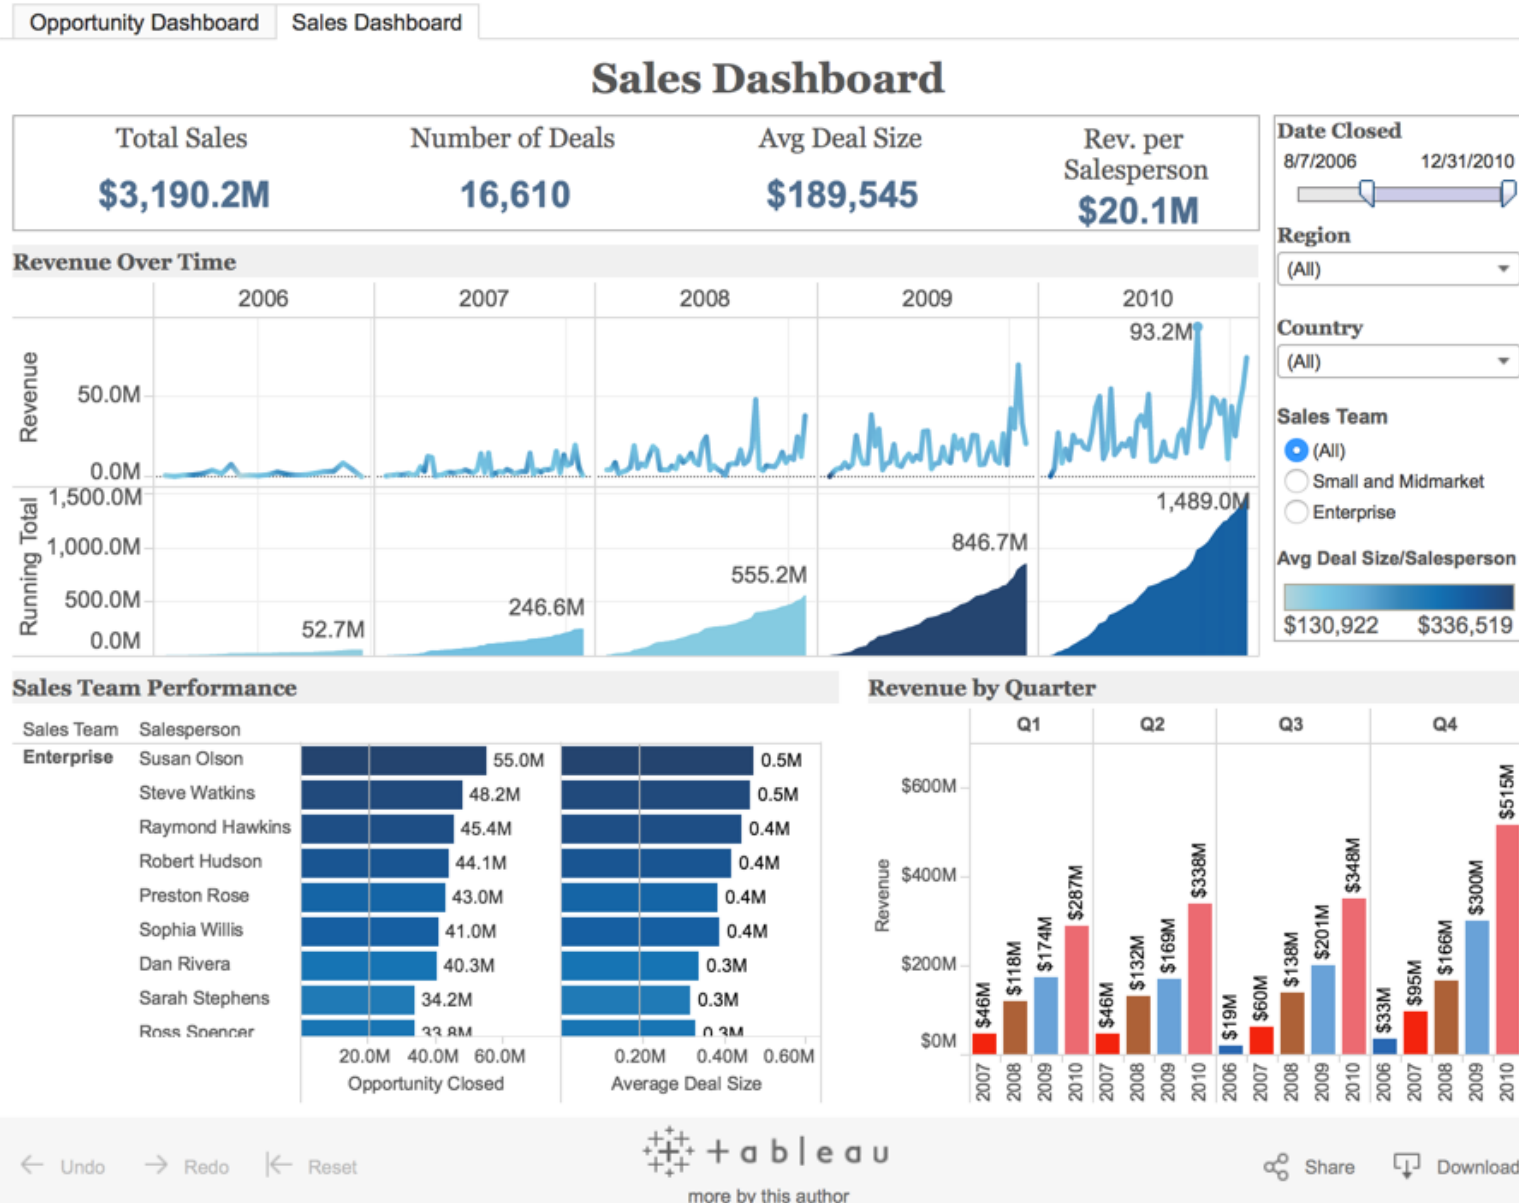 Opportunity Dashboard
Sales Dashboard
Sales Dashboard
Total Sales
$3,190.2M
Number of Deals
16,610
Avg Deal Size
$189,545
Rev. per
Salesperson
$20.1M
Date Closed
8/7/2006 12/31/2010
Region
(All)
Country
(All)
Sales Team
(All)
Small and Midmarket
Enterprise
Avg Deal Size/Salesperson
$130,922 $336,519
Revenue Over Time
2006 2007 2008 2009 2010
Revenue
50.0M
0.0M
93.2M
Running Total
1,500.0M
1,000.0M
500.0M
0.0M
52.7M
246.6M
555.2M
846.7M
1,489.0M
Sales Team Performance
Sales Team Salesperson
Enterprise Susan Olson 55.0M 0.5M
Steve Watkins 48.2M 0.5M
Raymond Hawkins 45.4M 0.4M
Robert Hudson 44.1M 0.4M
Preston Rose 43.0M 0.4M
Sophia Willis 41.0M 0.4M
Dan Rivera 40.3M 0.3M
Sarah Stephens 34.2M 0.3M
Ross Spencer 33.8M 0.3M
20.0M 40.0M 60.0M
0.20M 0.40M 0.60M
Opportunity Closed
Average Deal Size
Revenue by Quarter
Q1 Q2 Q3 Q4
Revenue
$600M
$400M
$200M
$0M
$46M $118M $174M $287M
$46M $132M $169M $338M
$19M $60M $138M $201M $348M
$33M $95M $166M $300M $515M
2007 2008 2009 2010
2007 2008 2009 2010
2006 2007 2008 2009 2010
2006 2007 2008 2009 2010
Undo Redo Reset
+ableau
more by this author
Share Download